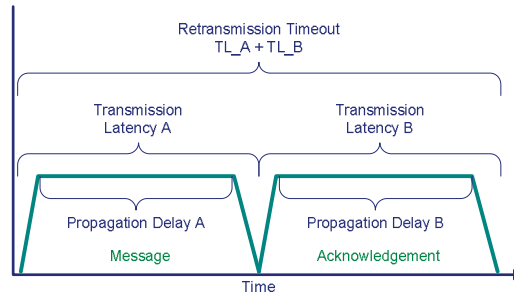 Retransmission Timeout
TL_A + TL_B
Transmission
Latency A
Transmission
Latency B
Propagation Delay A
Propagation Delay B
Message
Acknowledgement
Time